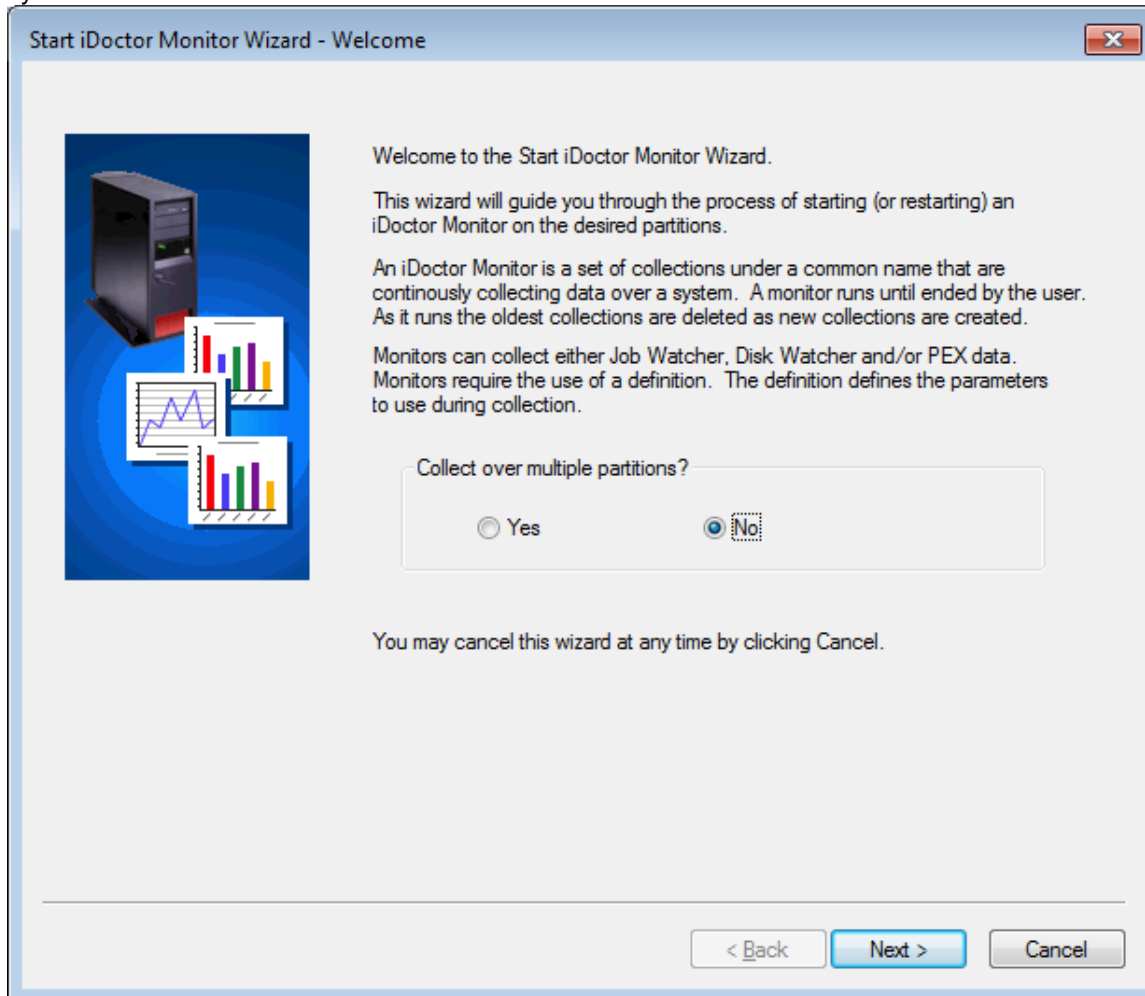 Start iDoctor Monitor Wizard - Welcome
Welcome to the Start iDoctor Monitor Wizard.
This wizard will guide you through the process of starting (or restarting) an
iDoctor Monitor on the desired partitions.
An iDoctor Monitor is a set of collections under a common name that are
continously collecting data over a system. A monitor runs until ended by the user.
As it runs the oldest collections are deleted as new collections are created.
Monitors can collect either Job Watcher, Disk Watcher and/or PEX data.
Monitors require the use of a definition. The definition defines the parameters
to use during collection.
Collect over multiple partitions?
Yes No
You may cancel this wizard at any time by clicking Cancel.
< Back Next > Cancel